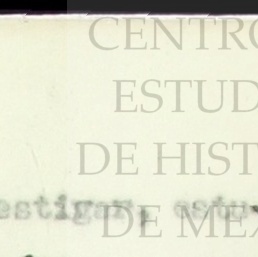 CENTRO
ESTUD
DE HIST
estigar, estu
DE MEX